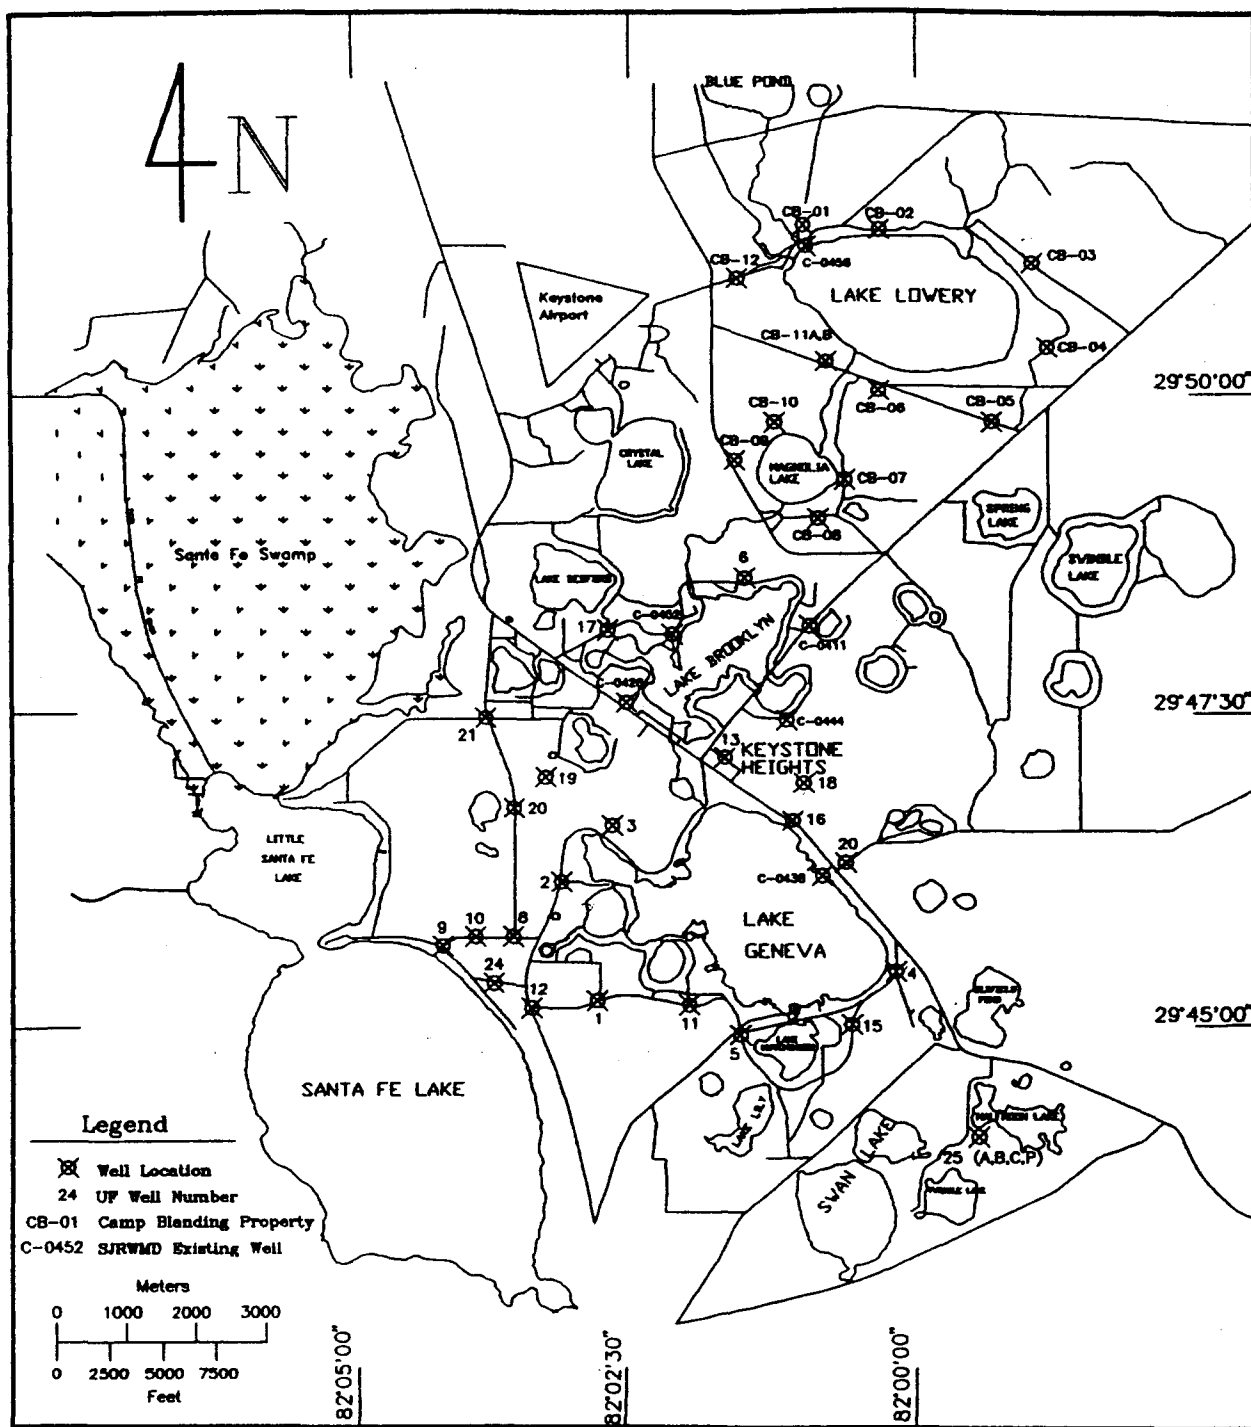 N
BLUE POND
CB-01
CB-02
C-0456
CB-12
CB-03
LAKE LOWERY
Keystone
Airport
CB-11A,B
CB-04
29°50'00"
CB-06
CB-10
CB-05
CRYSTAL
LAKE
CB-09
MAGNOLIA
LAKE
CB-07
SPRING
LAKE
CB-08
Santa Fe Swamp
SWIMBLE
LAKE
6
17
C-0452
LAKE BROOKLYN
C-0411
C-0444
29°47'30"
21
13
KEYSTONE
HEIGHTS
19
18
20
3
16
LITTLE
SANTA FE
LAKE
20
2
C-0438
LAKE
GENEVA
9
10
8
24
4
12
1
11
29°45'00"
5
15
SANTA FE LAKE
LAKE LILY
SWAN LAKE
25 (A,B,C,P)
Legend
Well Location
24 UF Well Number
CB-01 Camp Blanding Property
C-0452 SJRWMD Existing Well
Meters
0 1000 2000 3000
0 2500 5000 7500
Feet
82°05'00"
82°02'30"
82°00'00"